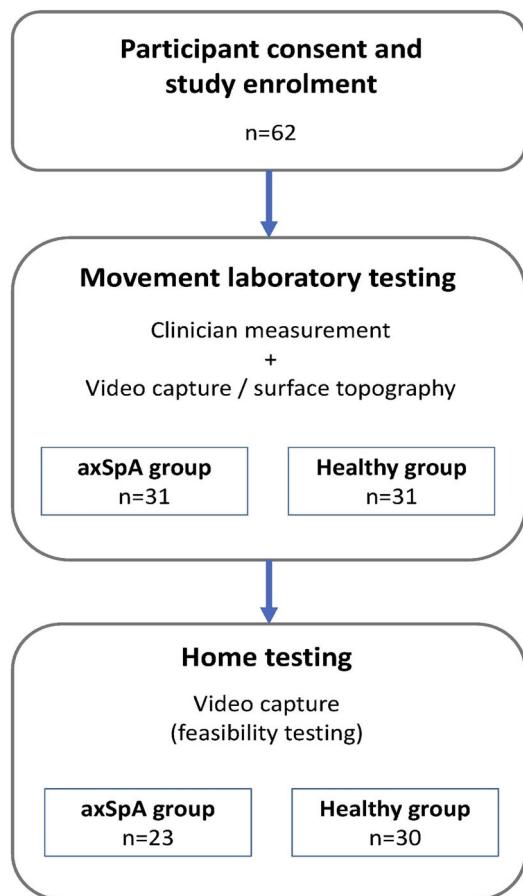 Participant consent and
study enrolment
n=62
Movement laboratory testing
Clinician measurement
+
Video capture / surface topography
axSpA group
n=31
Healthy group
n=31
Home testing
Video capture
(feasibility testing)
axSpA group
n=23
Healthy group
n=30